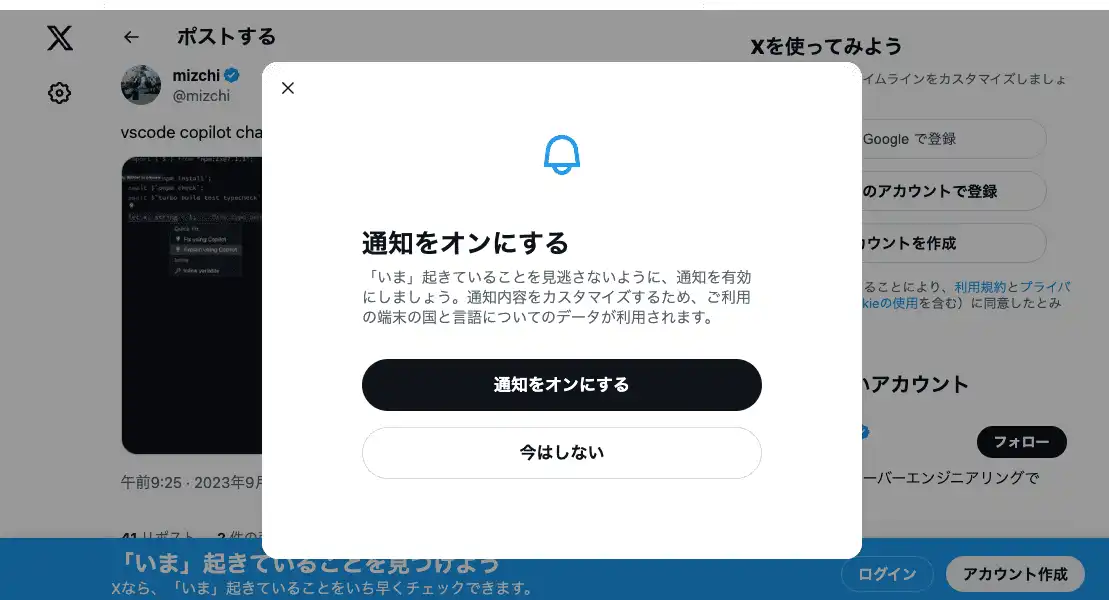 ポストする
mizchi
@mizchi
vscode copilot cha
Quick Fix
Fix using Copilot
Explain using Copilot
Inline variable
午前9:25 · 2023年9月
41 リポスト 2 件の
通知をオンにする
「いま」起きていることを見逃さないように、通知を有効
にしましょう。通知内容をカスタマイズするため、ご利用
の端末の国と言語についてのデータが利用されます。
通知をオンにする
今はしない
Xを使ってみよう
イムラインをカスタマイズしましょ
Google で登録
のアカウントで登録
カウントを作成
ることにより、利用規約とプライバ
kieの使用を含む）に同意したとみ
いアカウント
フォロー
ーバーエンジニアリングで
「いま」起きていることを見つけよう
Xなら、「いま」起きていることをいち早くチェックできます。
ログイン
アカウント作成